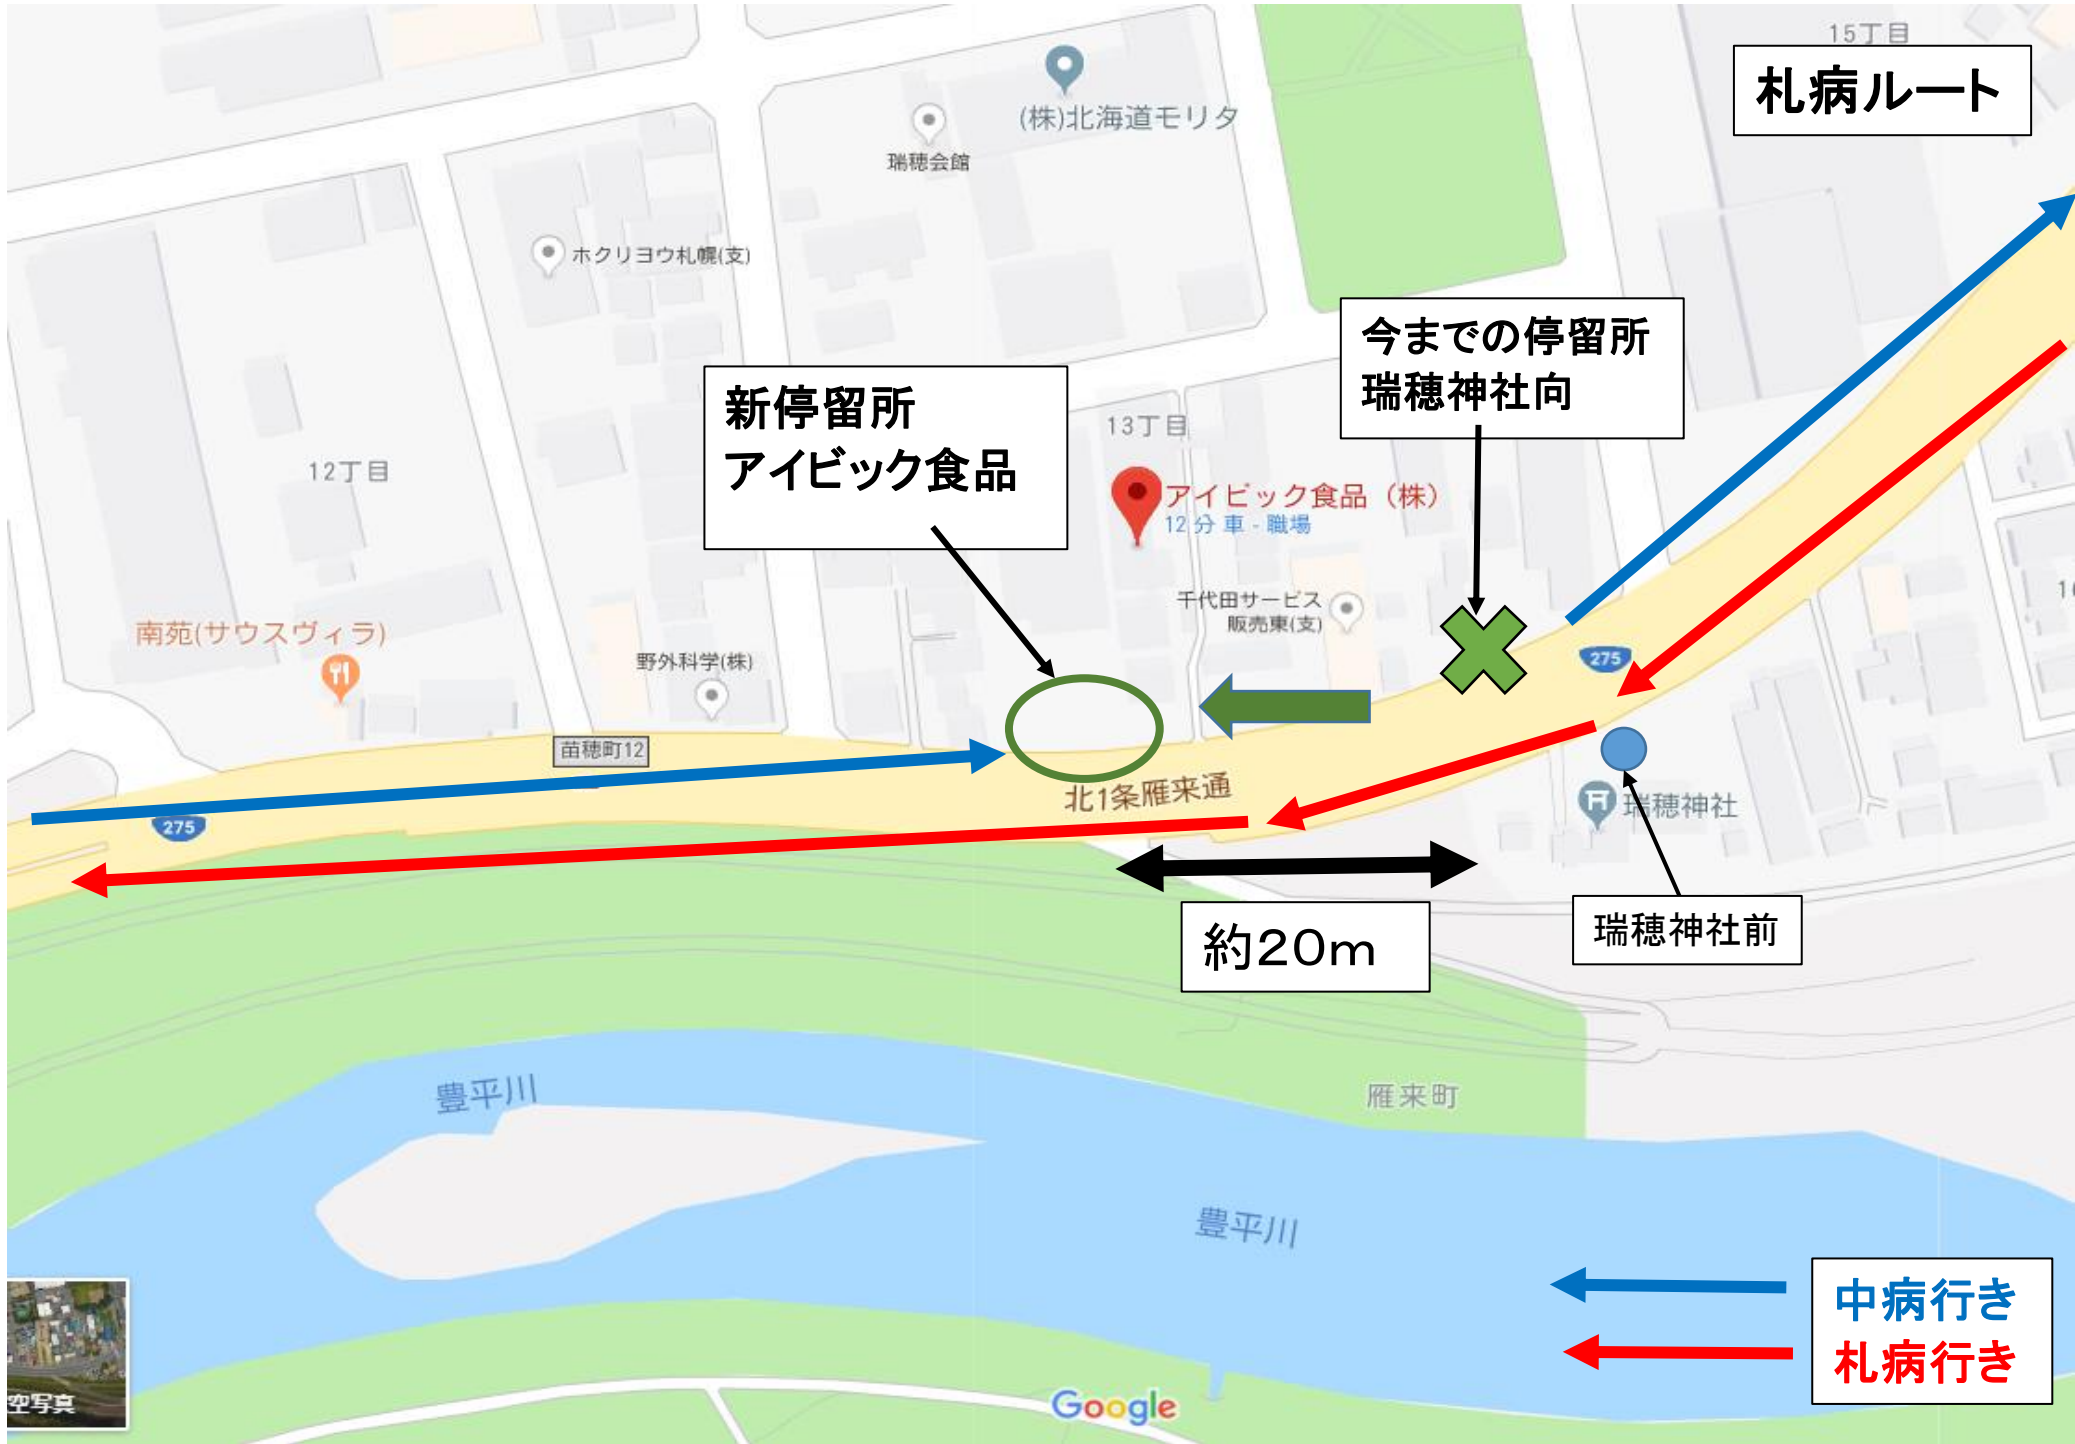 15丁目
札病ルート
(株)北海道モリタ
瑞穂会館
ホクリヨウ札幌(支)
今までの停留所
瑞穂神社向
新停留所
アイビック食品
13丁目
12丁目
アイビック食品（株）
12 分 車 - 職場
千代田サービス
販売東(支)
南苑(サウスヴィラ)
野外科学(株)
275
苗穂町12
北1条雁来通
275
瑞穂神社
約20m
瑞穂神社前
豊平川
雁来町
豊平川
中病行き
札病行き
空写真
Google